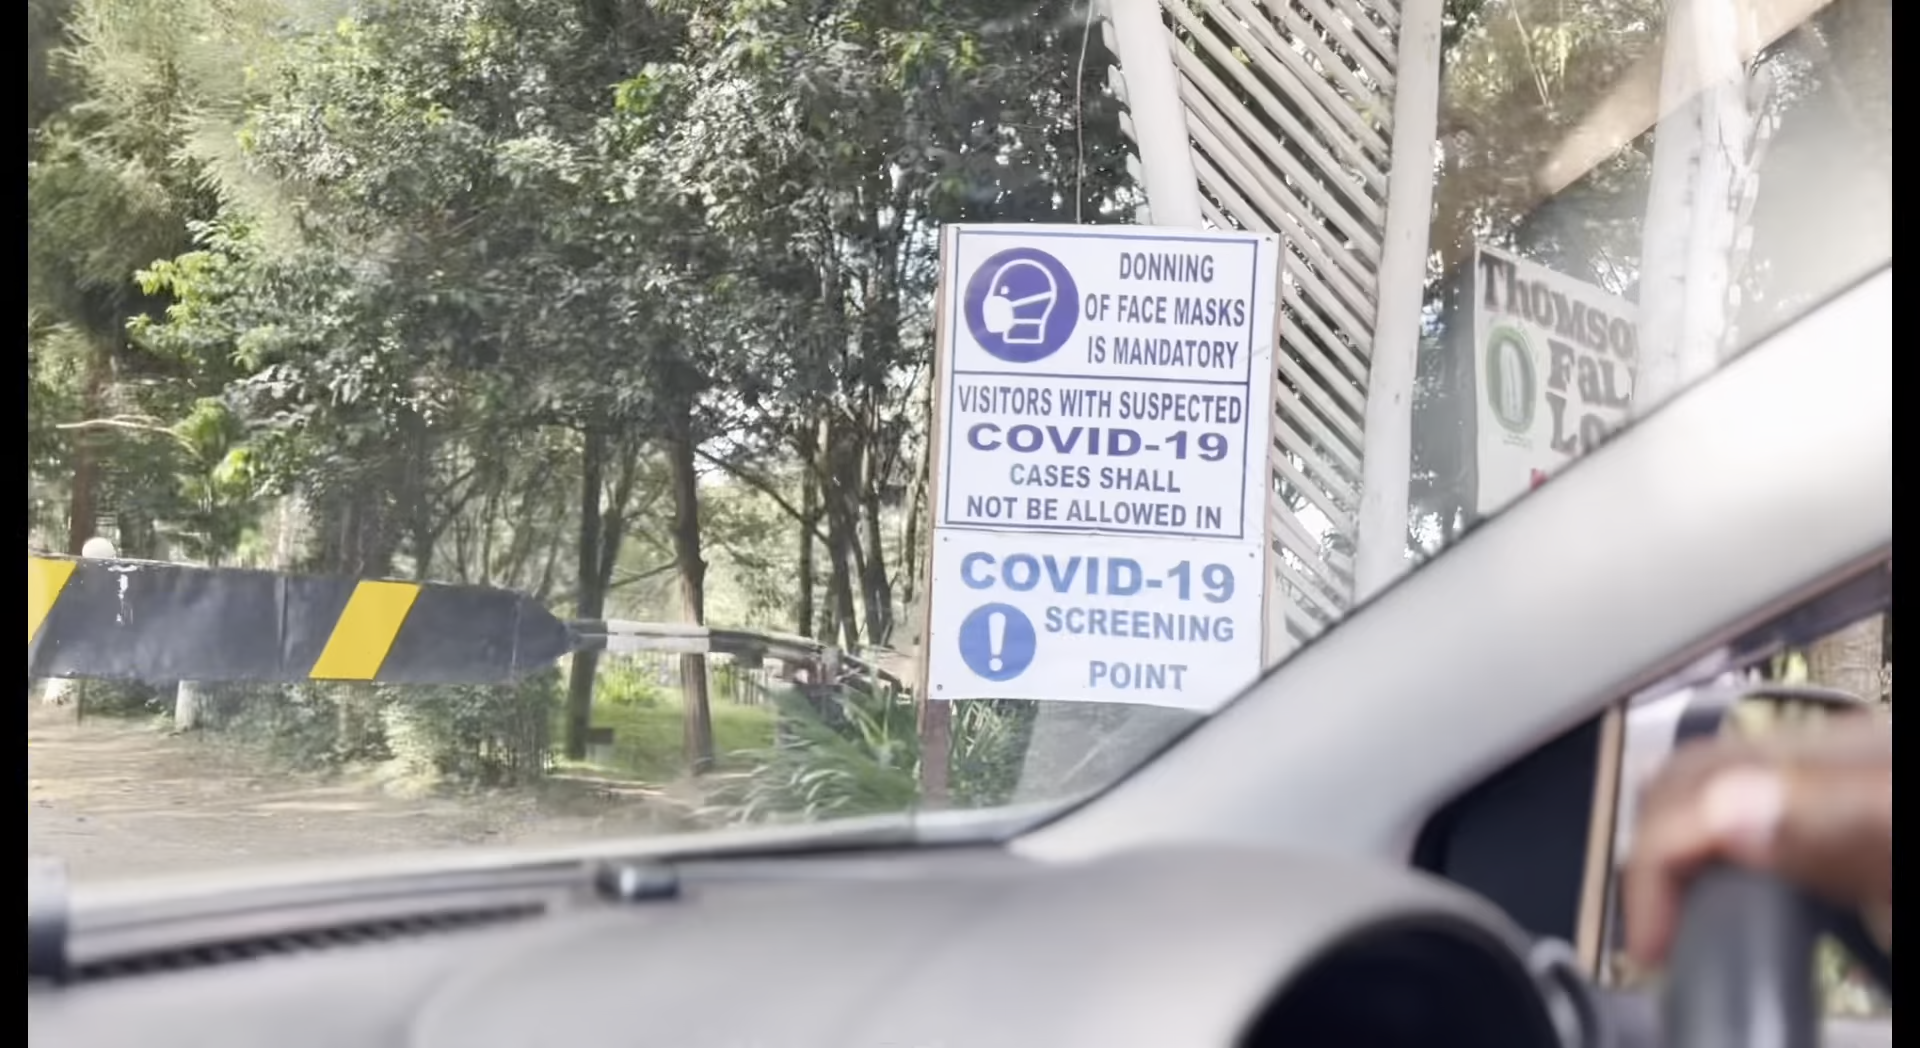 DONNING
OF FACE MASKS
IS MANDATORY
VISITORS WITH SUSPECTED
COVID-19
CASES SHALL
NOT BE ALLOWED IN
COVID-19
SCREENING
POINT